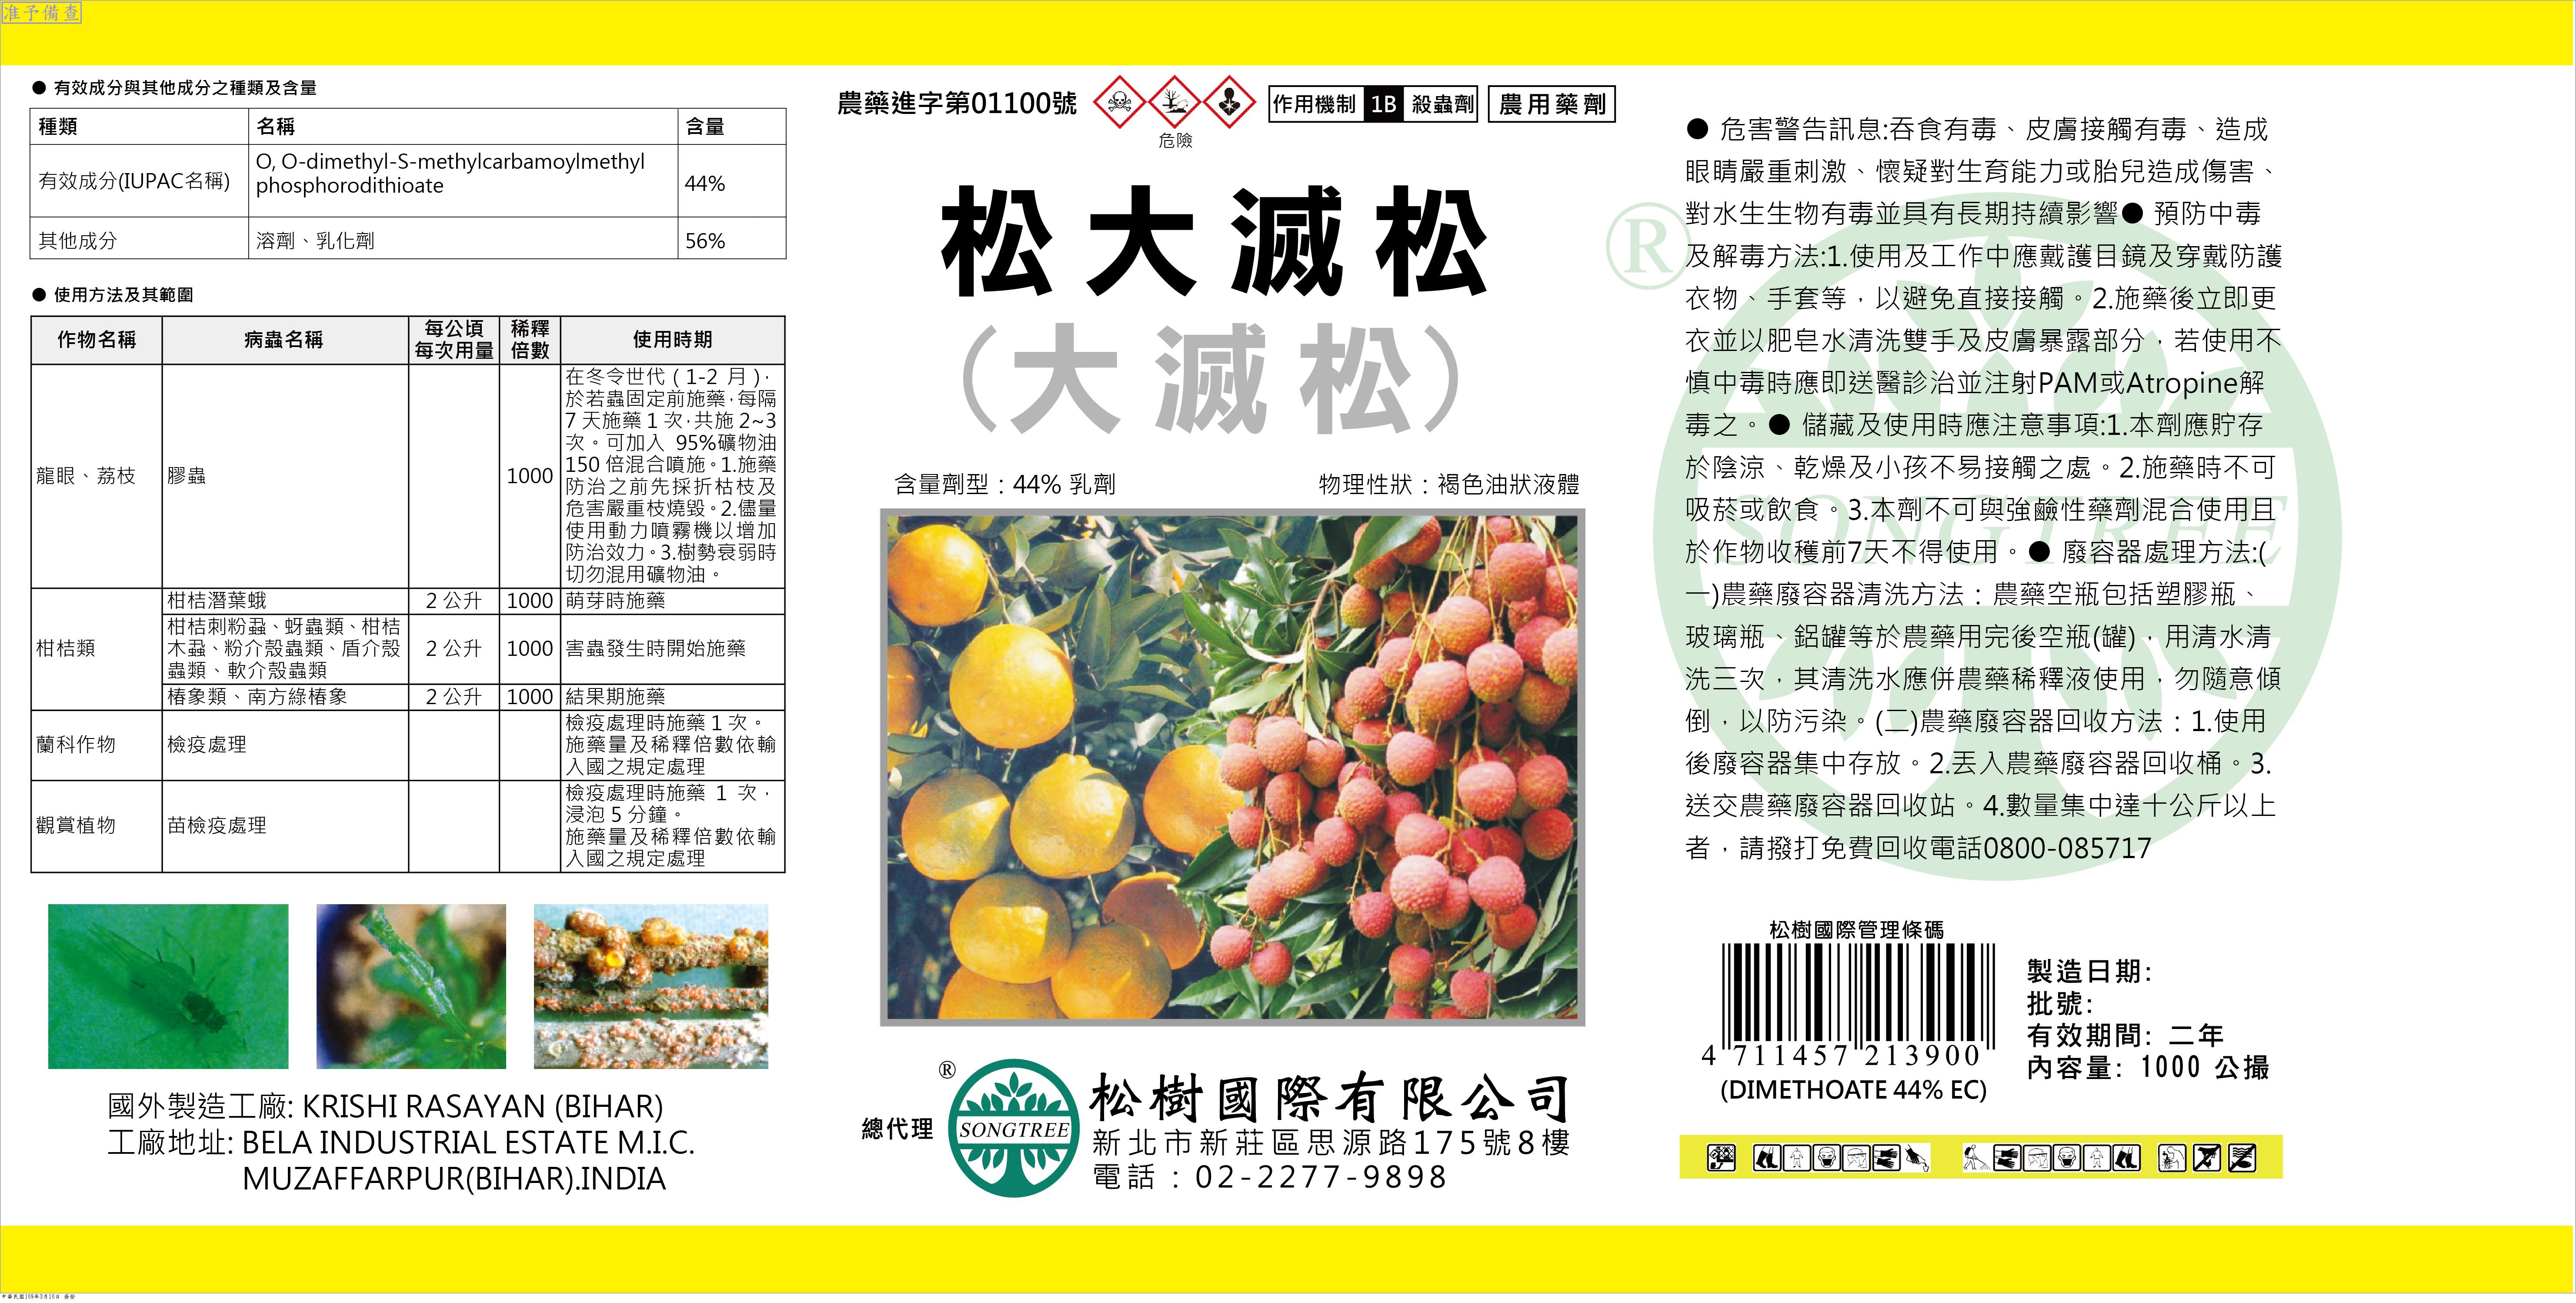 准予備查
● 有效成分與其他成分之種類及含量
種類 名稱 含量
有效成分(IUPAC名稱) O, O-dimethyl-S-methylcarbamoylmethyl
phosphorodithioate 44%
其他成分 溶劑、乳化劑 56%
● 使用方法及其範圍
作物名稱 病蟲名稱 每公頃
每次用量 稀釋
倍數 使用時期
龍眼、荔枝 膠蟲 1000
在冬令世代 ( 1-2 月 )，
於若蟲固定前施藥，每隔
7 天施藥 1 次，共施 2~3
次。可加入 95%礦物油
150 倍混合噴施。1.施藥
防治之前先採折枯枝及
危害嚴重枝燒毀。2.儘量
使用動力噴霧機以增加
防治效力。3.樹勢衰弱時
切勿混用礦物油。
柑桔類
柑桔潛葉蛾 2 公升 1000 萌芽時施藥
柑桔刺粉蝨、蚜蟲類、柑桔
木蝨、粉介殼蟲類、盾介殼
蟲類、軟介殼蟲類
2 公升 1000 害蟲發生時開始施藥
椿象類、南方綠椿象 2 公升 1000 結果期施藥
蘭科作物 檢疫處理
檢疫處理時施藥 1 次。
施藥量及稀釋倍數依輸
入國之規定處理
觀賞植物 苗檢疫處理
檢疫處理時施藥 1 次，
浸泡 5 分鐘。
施藥量及稀釋倍數依輸
入國之規定處理
國外製造工廠: KRISHI RASAYAN (BIHAR)
工廠地址: BELA INDUSTRIAL ESTATE M.I.C.
MUZAFFARPUR(BIHAR).INDIA
農藥進字第01100號
危險
作用機制 1B 殺蟲劑
農用藥劑
松大滅松
(大滅松)
含量劑型：44% 乳劑 物理性狀：褐色油狀液體
總代理
®
SONGTREE
松樹國際有限公司
新北市新莊區思源路175號8樓
電話：02-2277-9898
®
SONGTREE
● 危害警告訊息:吞食有毒、皮膚接觸有毒、造成
眼睛嚴重刺激、懷疑對生育能力或胎兒造成傷害、
對水生生物有毒並具有長期持續影響● 預防中毒
及解毒方法:1.使用及工作中應戴護目鏡及穿戴防護
衣物、手套等，以避免直接接觸。2.施藥後立即更
衣並以肥皂水清洗雙手及皮膚暴露部分，若使用不
慎中毒時應即送醫診治並注射PAM或Atropine解
毒之。● 儲藏及使用時應注意事項:1.本劑應貯存
於陰涼、乾燥及小孩不易接觸之處。2.施藥時不可
吸菸或飲食。3.本劑不可與強鹼性藥劑混合使用且
於作物收穫前7天不得使用。● 廢容器處理方法:(
一)農藥廢容器清洗方法：農藥空瓶包括塑膠瓶、
玻璃瓶、鋁罐等於農藥用完後空瓶(罐)，用清水清
洗三次，其清洗水應併農藥稀釋液使用，勿隨意傾
倒，以防污染。(二)農藥廢容器回收方法：1.使用
後廢容器集中存放。2.丟入農藥廢容器回收桶。3.
送交農藥廢容器回收站。4.數量集中達十公斤以上
者，請撥打免費回收電話0800-085717
松樹國際管理條碼
4 711457 213900
(DIMETHOATE 44% EC)
製造日期:
批號:
有效期間: 二年
內容量: 1000 公撮